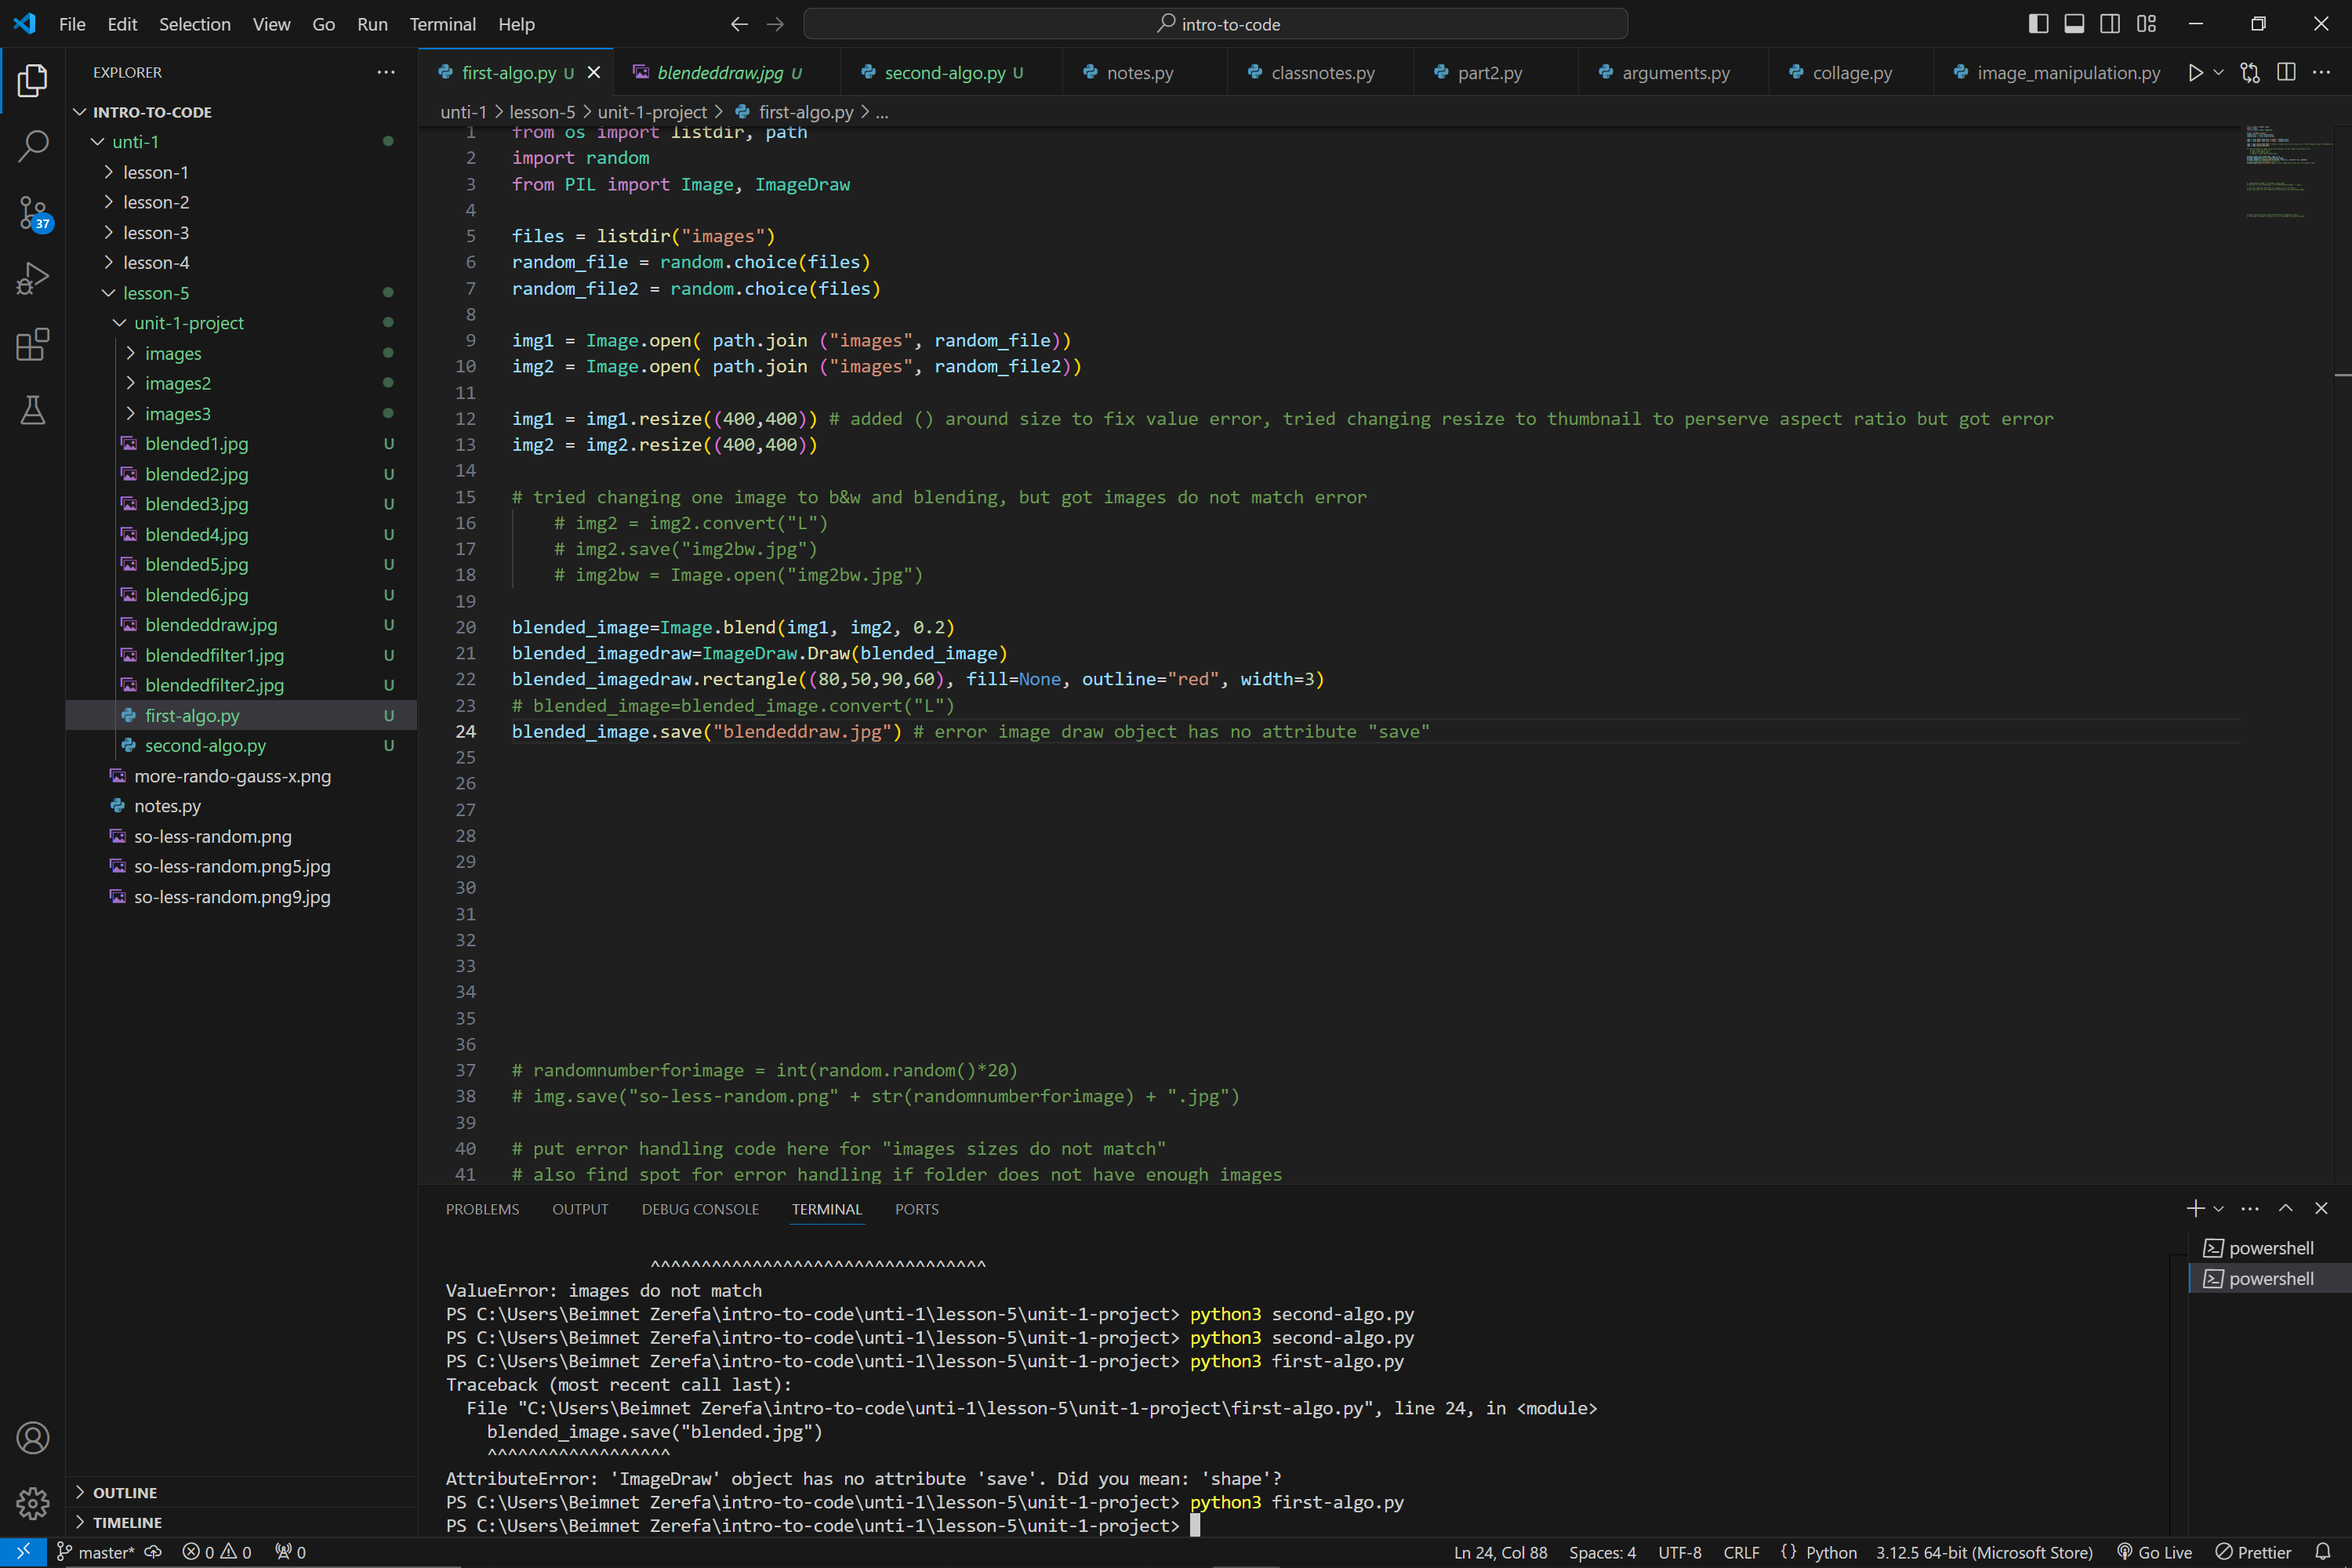 File Edit Selection View Go Run Terminal Help
intro-to-code
EXPLORER
INTRO-TO-CODE
unti-1
lesson-1
lesson-2
lesson-3
lesson-4
lesson-5
unit-1-project
images
images2
images3
blended1.jpg U
blended2.jpg U
blended3.jpg U
blended4.jpg U
blended5.jpg U
blended6.jpg U
blendeddraw.jpg U
blendedfilter1.jpg U
blendedfilter2.jpg U
first-algo.py U
second-algo.py U
more-rando-gauss-x.png
notes.py
so-less-random.png
so-less-random.png5.jpg
so-less-random.png9.jpg
OUTLINE
TIMELINE
37
first-algo.py U blendeddraw.jpg U second-algo.py U notes.py classnotes.py part2.py arguments.py collage.py image_manipulation.py
unti-1 > lesson-5 > unit-1-project > first-algo.py > ...
1 from os import listdir, path
2 import random
3 from PIL import Image, ImageDraw
4
5 files = listdir("images")
6 random_file = random.choice(files)
7 random_file2 = random.choice(files)
8
9 img1 = Image.open( path.join ("images", random_file))
10 img2 = Image.open( path.join ("images", random_file2))
11
12 img1 = img1.resize((400,400)) # added () around size to fix value error, tried changing resize to thumbnail to perserve aspect ratio but got error
13 img2 = img2.resize((400,400))
14
15 # tried changing one image to b&w and blending, but got images do not match error
16 # img2 = img2.convert("L")
17 # img2.save("img2bw.jpg")
18 # img2bw = Image.open("img2bw.jpg")
19
20 blended_image=Image.blend(img1, img2, 0.2)
21 blended_imagedraw=ImageDraw.Draw(blended_image)
22 blended_imagedraw.rectangle((80,50,90,60), fill=None, outline="red", width=3)
23 # blended_image=blended_image.convert("L")
24 blended_image.save("blendeddraw.jpg") # error image draw object has no attribute "save"
25
26
27
28
29
30
31
32
33
34
35
36
37 # randomnumberforimage = int(random.random()*20)
38 # img.save("so-less-random.png" + str(randomnumberforimage) + ".jpg")
39
40 # put error handling code here for "images sizes do not match"
41 # also find spot for error handling if folder does not have enough images
PROBLEMS OUTPUT DEBUG CONSOLE TERMINAL PORTS
powershell
powershell
^^^^^^^^^^^^^^^^^^^^^^^^^^^^^^^^^
ValueError: images do not match
PS C:\Users\Beimnet Zerefa\intro-to-code\unti-1\lesson-5\unit-1-project> python3 second-algo.py
PS C:\Users\Beimnet Zerefa\intro-to-code\unti-1\lesson-5\unit-1-project> python3 second-algo.py
PS C:\Users\Beimnet Zerefa\intro-to-code\unti-1\lesson-5\unit-1-project> python3 first-algo.py
Traceback (most recent call last):
File "C:\Users\Beimnet Zerefa\intro-to-code\unti-1\lesson-5\unit-1-project\first-algo.py", line 24, in <module>
blended_image.save("blended.jpg")
^^^^^^^^^^^^^^^^^^
AttributeError: 'ImageDraw' object has no attribute 'save'. Did you mean: 'shape'?
PS C:\Users\Beimnet Zerefa\intro-to-code\unti-1\lesson-5\unit-1-project> python3 first-algo.py
PS C:\Users\Beimnet Zerefa\intro-to-code\unti-1\lesson-5\unit-1-project>
master* 0 0 0 Ln 24, Col 88 Spaces: 4 UTF-8 CRLF {} Python 3.12.5 64-bit (Microsoft Store) Go Live Prettier